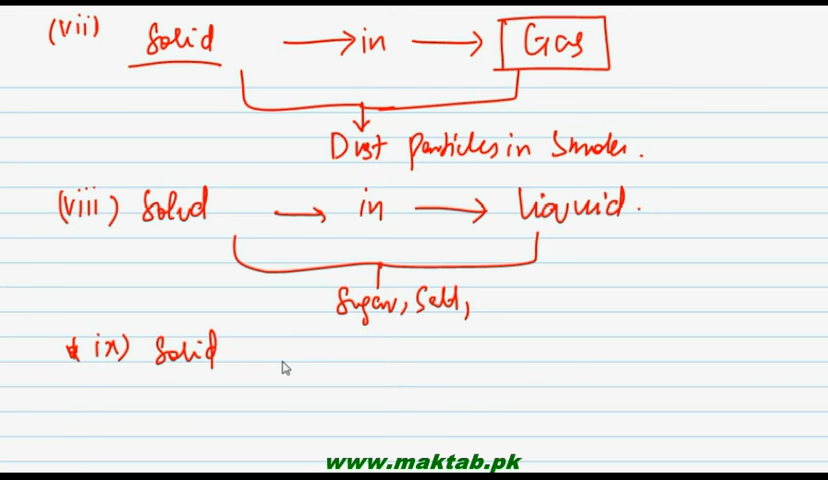 (vii) Solid → in → Gas
Dust particles in Smoke.
(viii) Solid → in → Liquid.
Sugar, Salt,
ix) Solid
www.maktab.pk